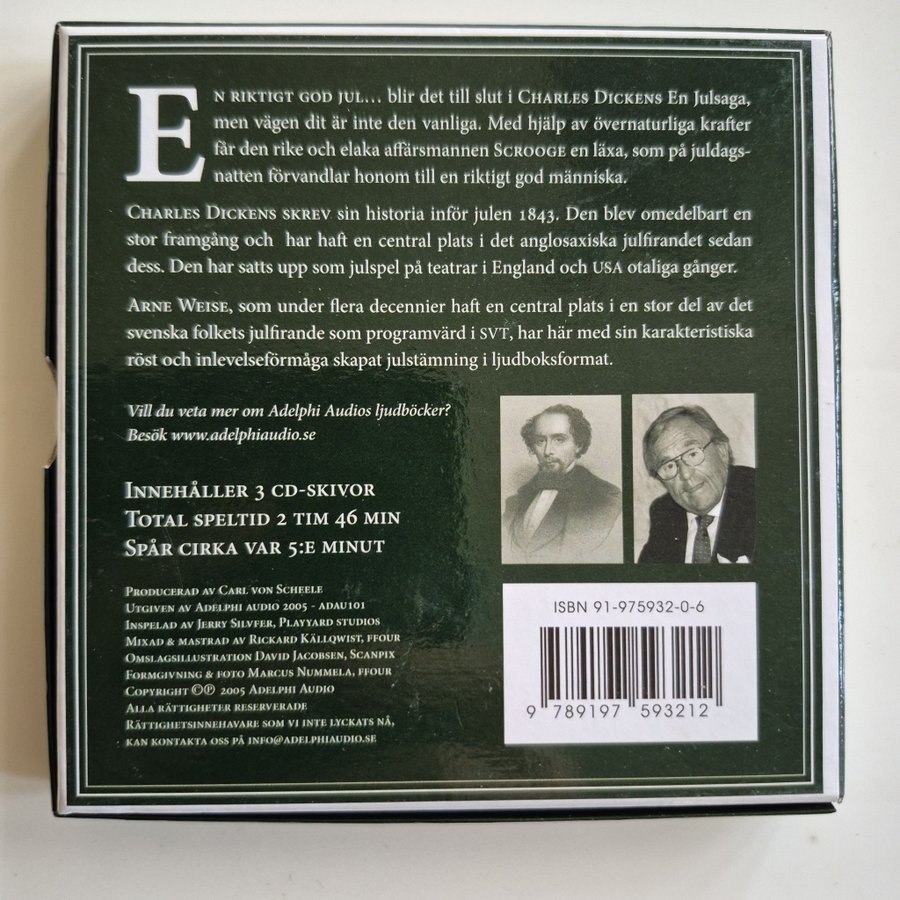 EN RIKTIGT GOD JUL... blir det till slut i CHARLES DICKENS En Julsaga,
men vägen dit är inte den vanliga. Med hjälp av övernaturliga krafter
får den rike och elaka affärsmannen SCROOGE en läxa, som på juldags-
natten förvandlar honom till en riktigt god människa.
CHARLES DICKENS SKREV sin historia inför julen 1843. Den blev omedelbart en
stor framgång och har haft en central plats i det anglosaxiska julfirandet sedan
dess. Den har satts upp som julspel på teatrar i England och USA otaliga gånger.
ARNE WEISE, som under flera decennier haft en central plats i en stor del av det
svenska folkets julfirande som programvärd i SVT, har här med sin karakteristiska
röst och inlevelseförmåga skapat julstämning i ljudboksformat.
Vill du veta mer om Adelphi Audios ljudböcker?
Besök www.adelphiaudio.se
INNEHÅLLER 3 CD-SKIVOR
TOTAL SPELTID 2 TIM 46 MIN
SPÅR CIRKA VAR 5:E MINUT
PRODUCERAD AV CARL VON SCHEELE
UTGIVEN AV ADELPHI AUDIO 2005 - ADAU101
INSPELAD AV JERRY SILVFER, PLAYYARD STUDIOS
MIXAD & MASTRAD AV RICKARD KÄLLQWIST, FFOUR
OMSLAGSILLUSTRATION DAVID JACOBSEN, SCANPIX
FORMGIVNING & FOTO MARCUS NUMMELA, FFOUR
COPYRIGHT ©℗ 2005 ADELPHI AUDIO
ALLA RÄTTIGHETER RESERVERADE
RÄTTIGHETSINNEHAVARE SOM VI INTE LYCKATS NÅ,
KAN KONTAKTA OSS PÅ INFO@ADELPHIAUDIO.SE
ISBN 91-975932-0-6
9 789197 593212